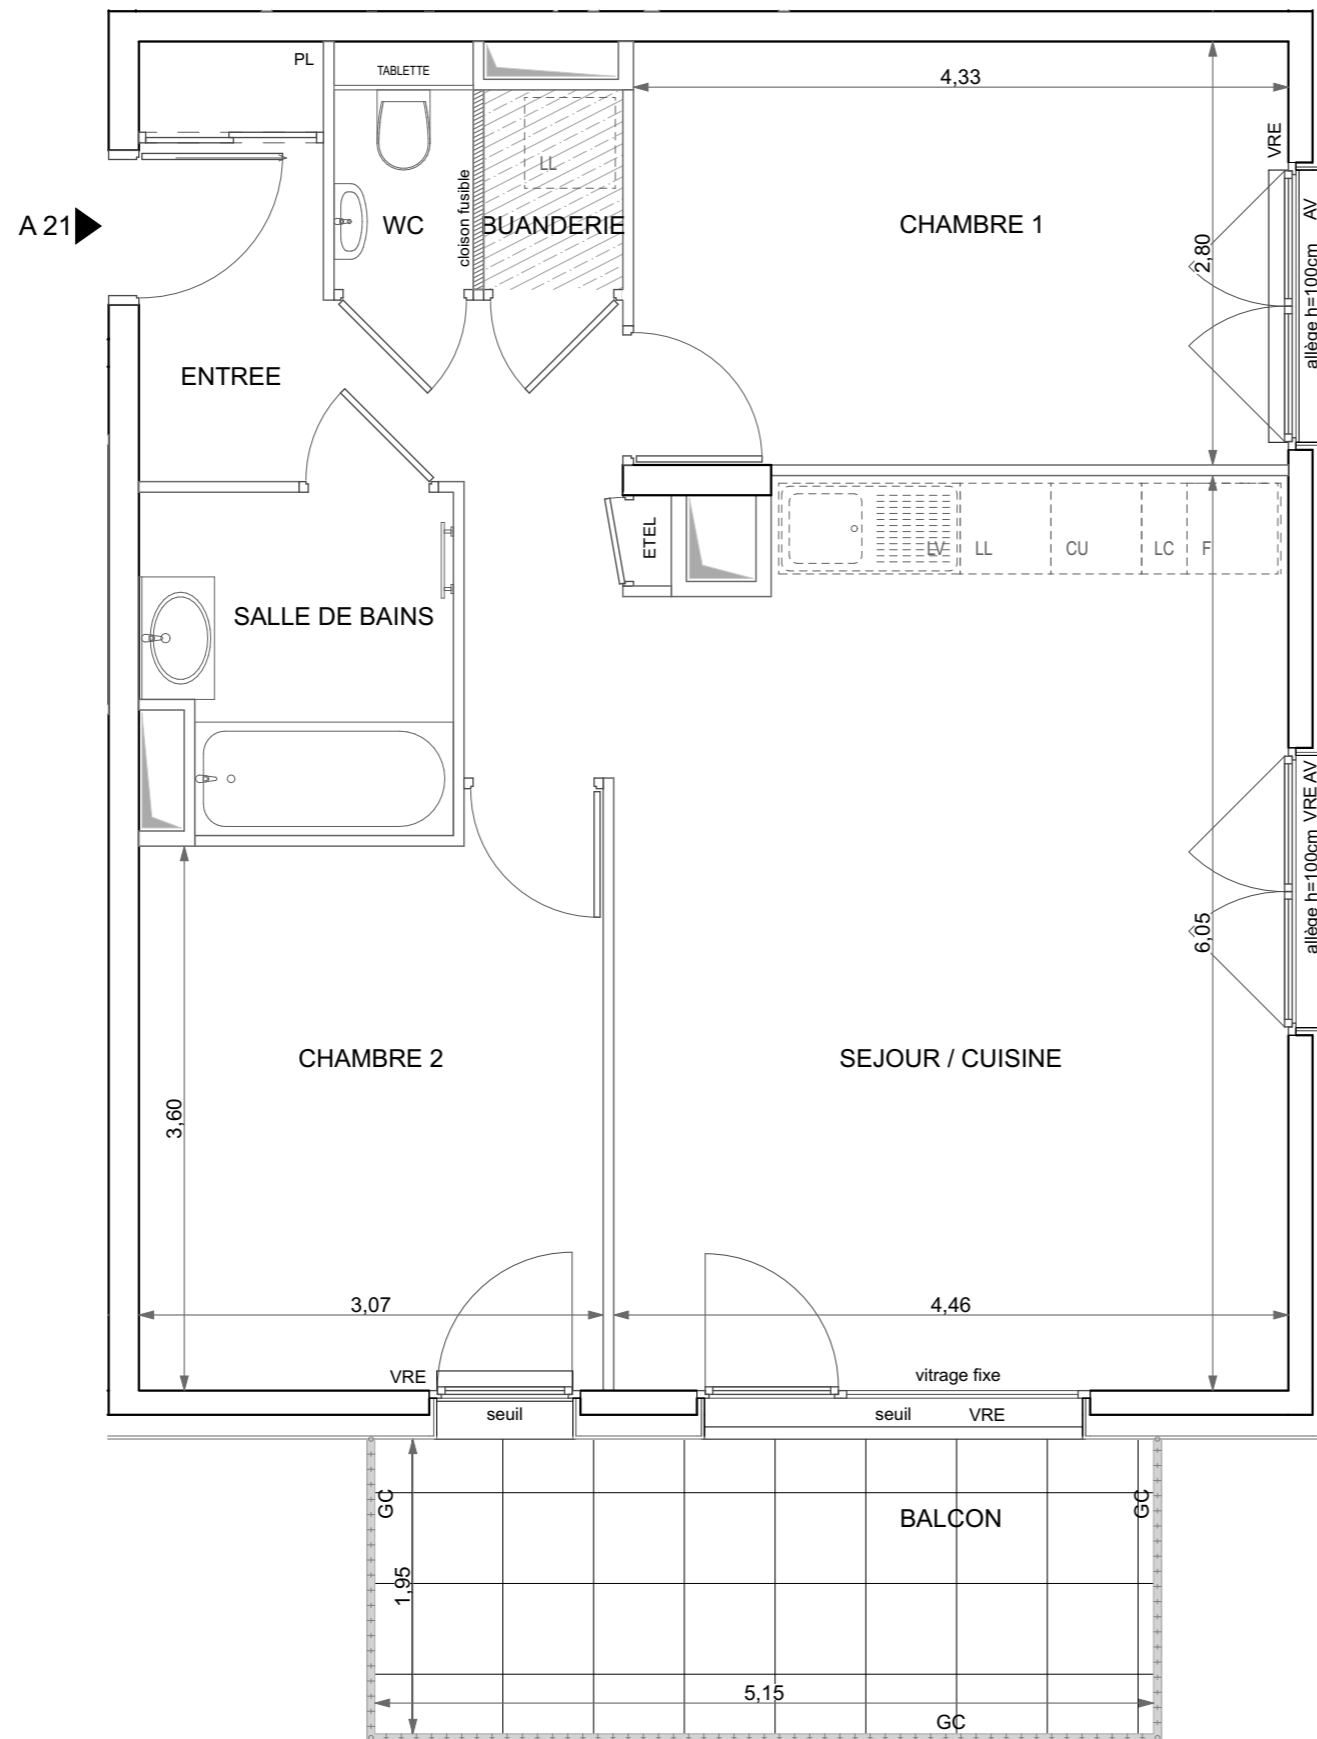 PL
TABLETTE
4,33
VRE
A 21
WC
cloison fusible
LL
BUANDERIE
CHAMBRE 1
2,80
allège h=100cm AV
ENTREE
ETEL
LV
LL
CU
LC
F
SALLE DE BAINS
allège h=100cm VRE AV
6,05
CHAMBRE 2
SEJOUR / CUISINE
3,60
3,07
4,46
VRE
vitrage fixe
seuil
seuil
VRE
GC
BALCON
GC
1,95
5,15
GC